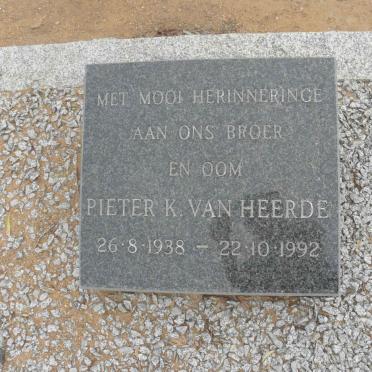 MET MOOI HERINNERINGE
AAN ONS BROER
EN OOM
PIETER K. VAN HEERDE
26·8·1938 – 22·10·1992